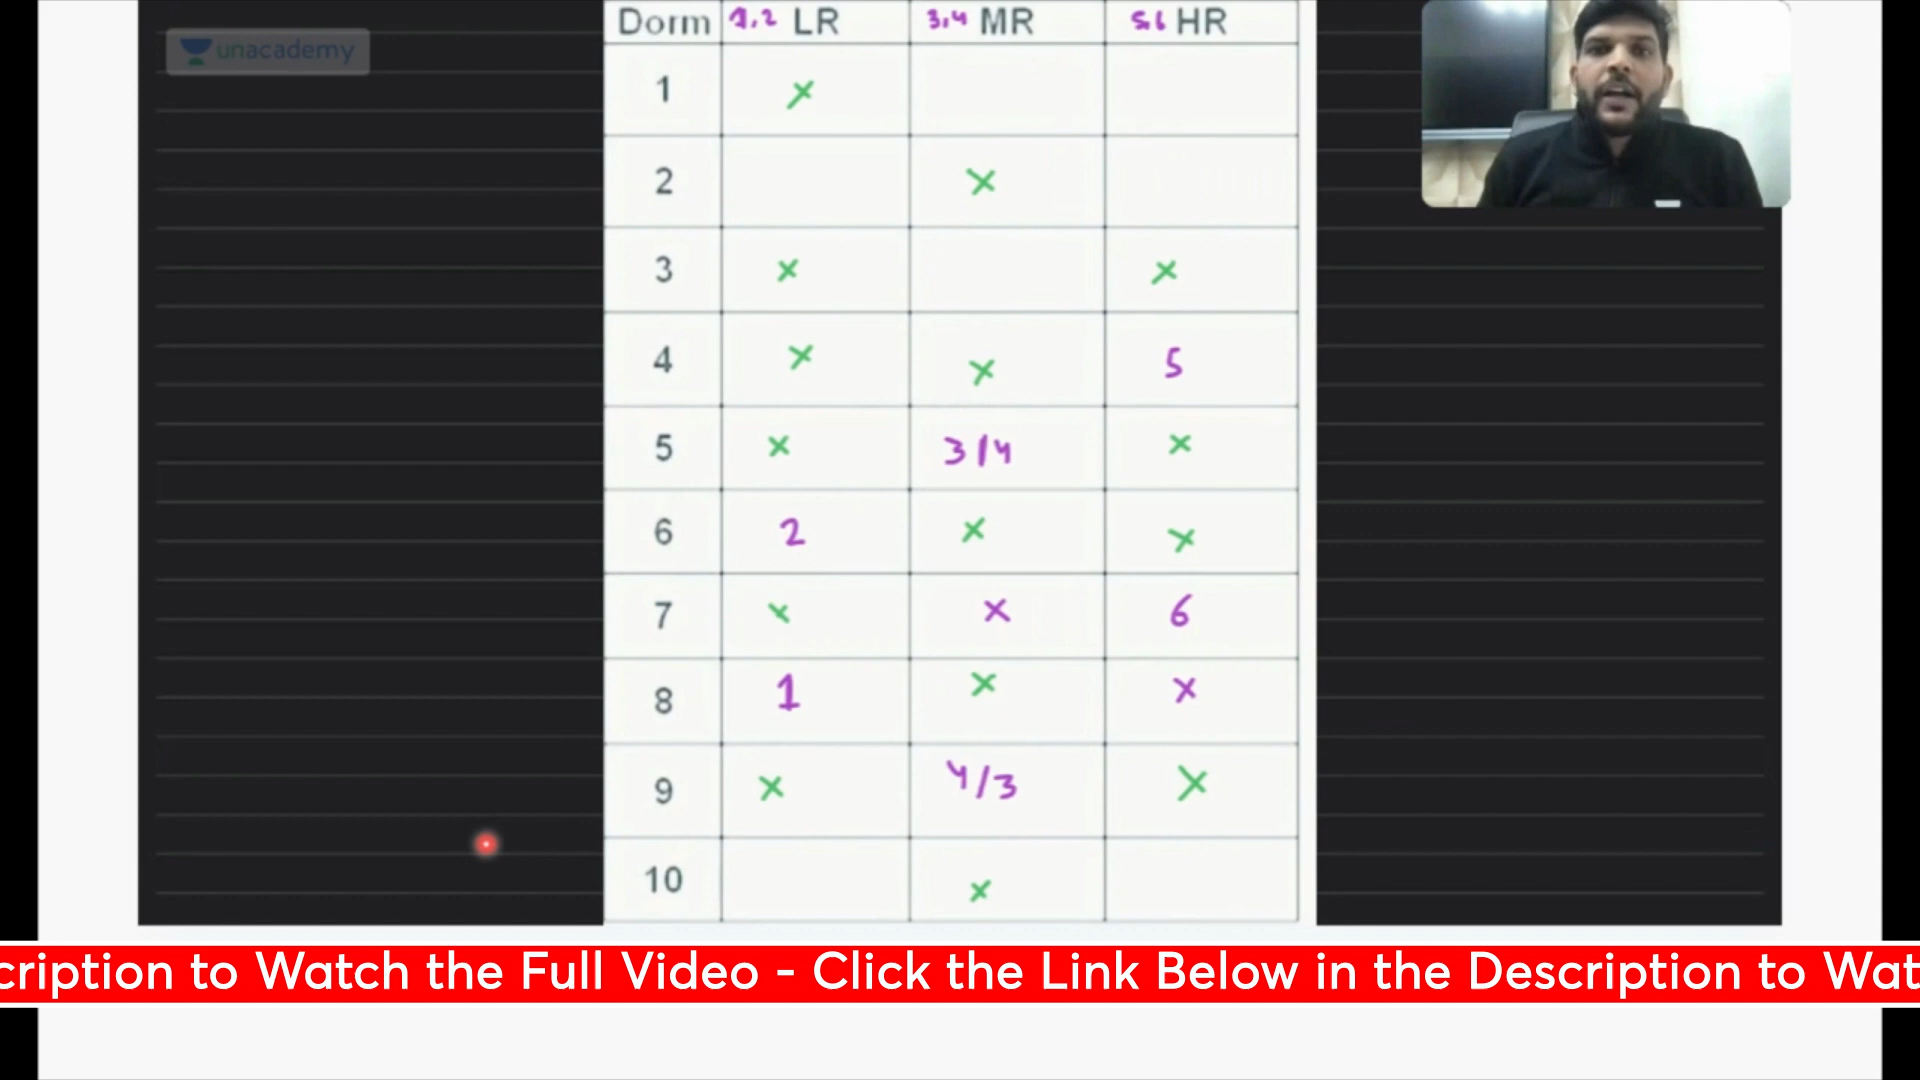 unacademy
Dorm 1,2 LR 3,4 MR 5,6 HR
1 ×
2 ×
3 × ×
4 × × 5
5 × 3/4 ×
6 2 × ×
7 × × 6
8 1 × ×
9 × 4/3 ×
10 ×
cription to Watch the Full Video - Click the Link Below in the Description to Wat